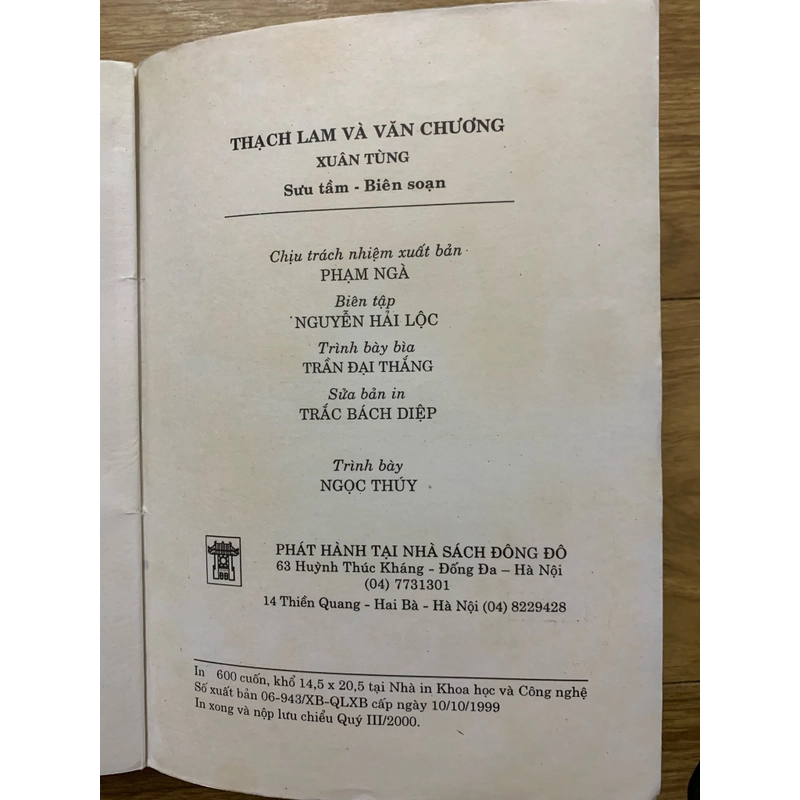 THẠCH LAM VÀ VĂN CHƯƠNG
XUÂN TÙNG
Sưu tầm - Biên soạn
Chịu trách nhiệm xuất bản
PHẠM NGÀ
Biên tập
NGUYỄN HẢI LỘC
Trình bày bìa
TRẦN ĐẠI THẮNG
Sửa bản in
TRẮC BÁCH DIỆP
Trình bày
NGỌC THÚY
PHÁT HÀNH TẠI NHÀ SÁCH ĐÔNG ĐÔ
63 Huỳnh Thúc Kháng - Đống Đa – Hà Nội
(04) 7731301
14 Thiền Quang - Hai Bà - Hà Nội (04) 8229428
In 600 cuốn, khổ 14,5 x 20,5 tại Nhà in Khoa học và Công nghệ
Số xuất bản 06-943/XB-QLXB cấp ngày 10/10/1999
In xong và nộp lưu chiểu Quý III/2000.